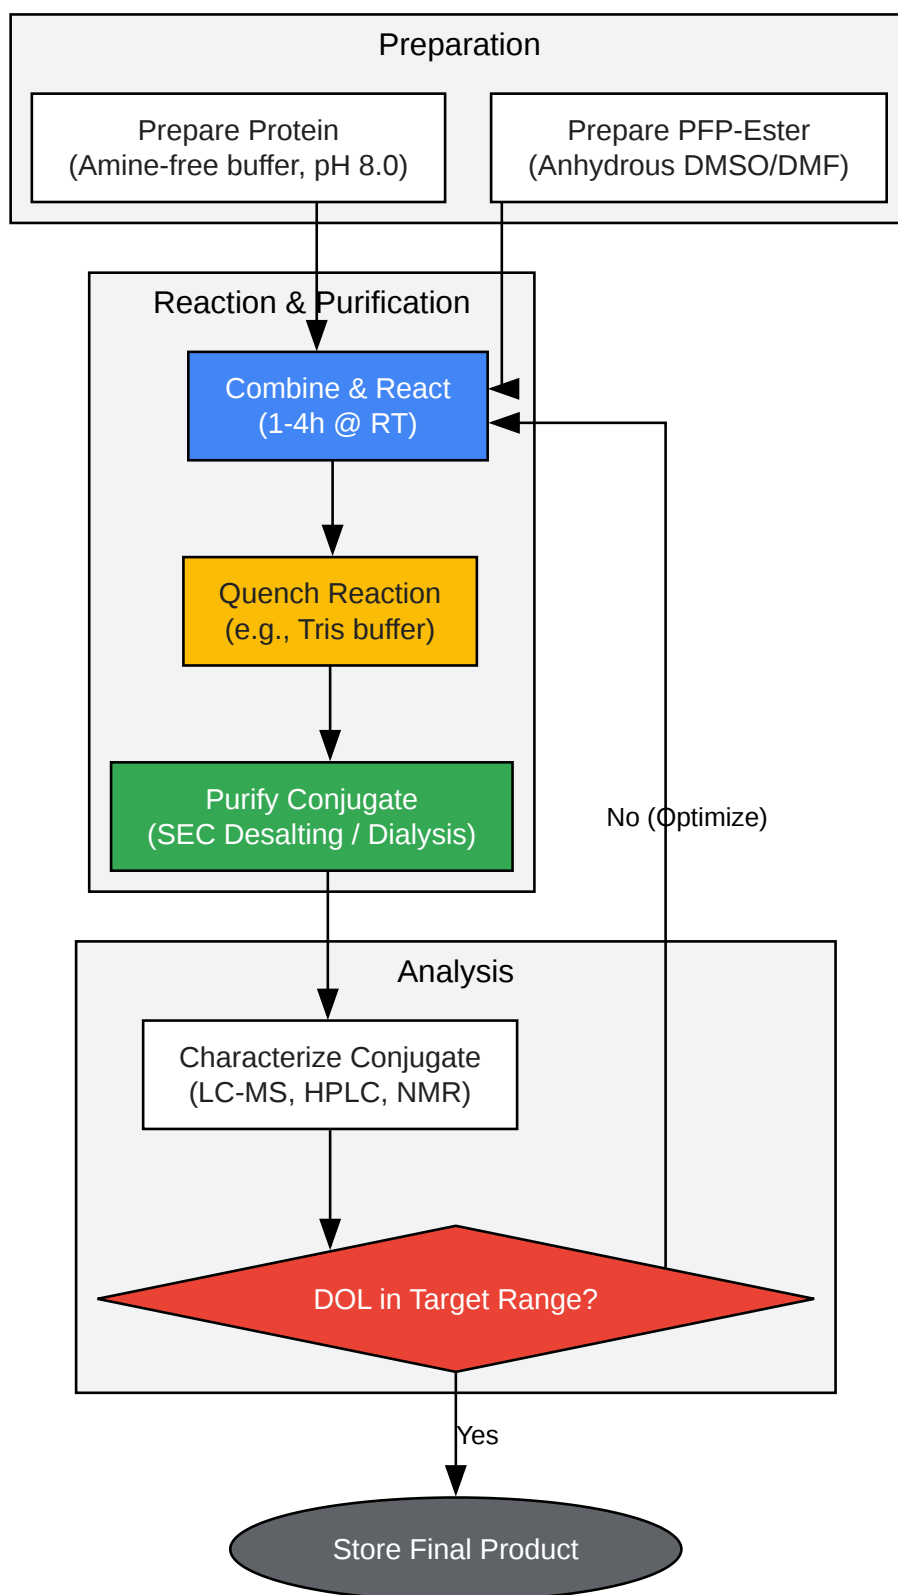 Preparation
Prepare Protein
(Amine-free buffer, pH 8.0)
Prepare PFP-Ester
(Anhydrous DMSO/DMF)
Reaction & Purification
Combine & React
(1-4h @ RT)
Quench Reaction
(e.g., Tris buffer)
Purify Conjugate
(SEC Desalting / Dialysis)
No (Optimize)
Analysis
Characterize Conjugate
(LC-MS, HPLC, NMR)
DOL in Target Range?
Yes
Store Final Product